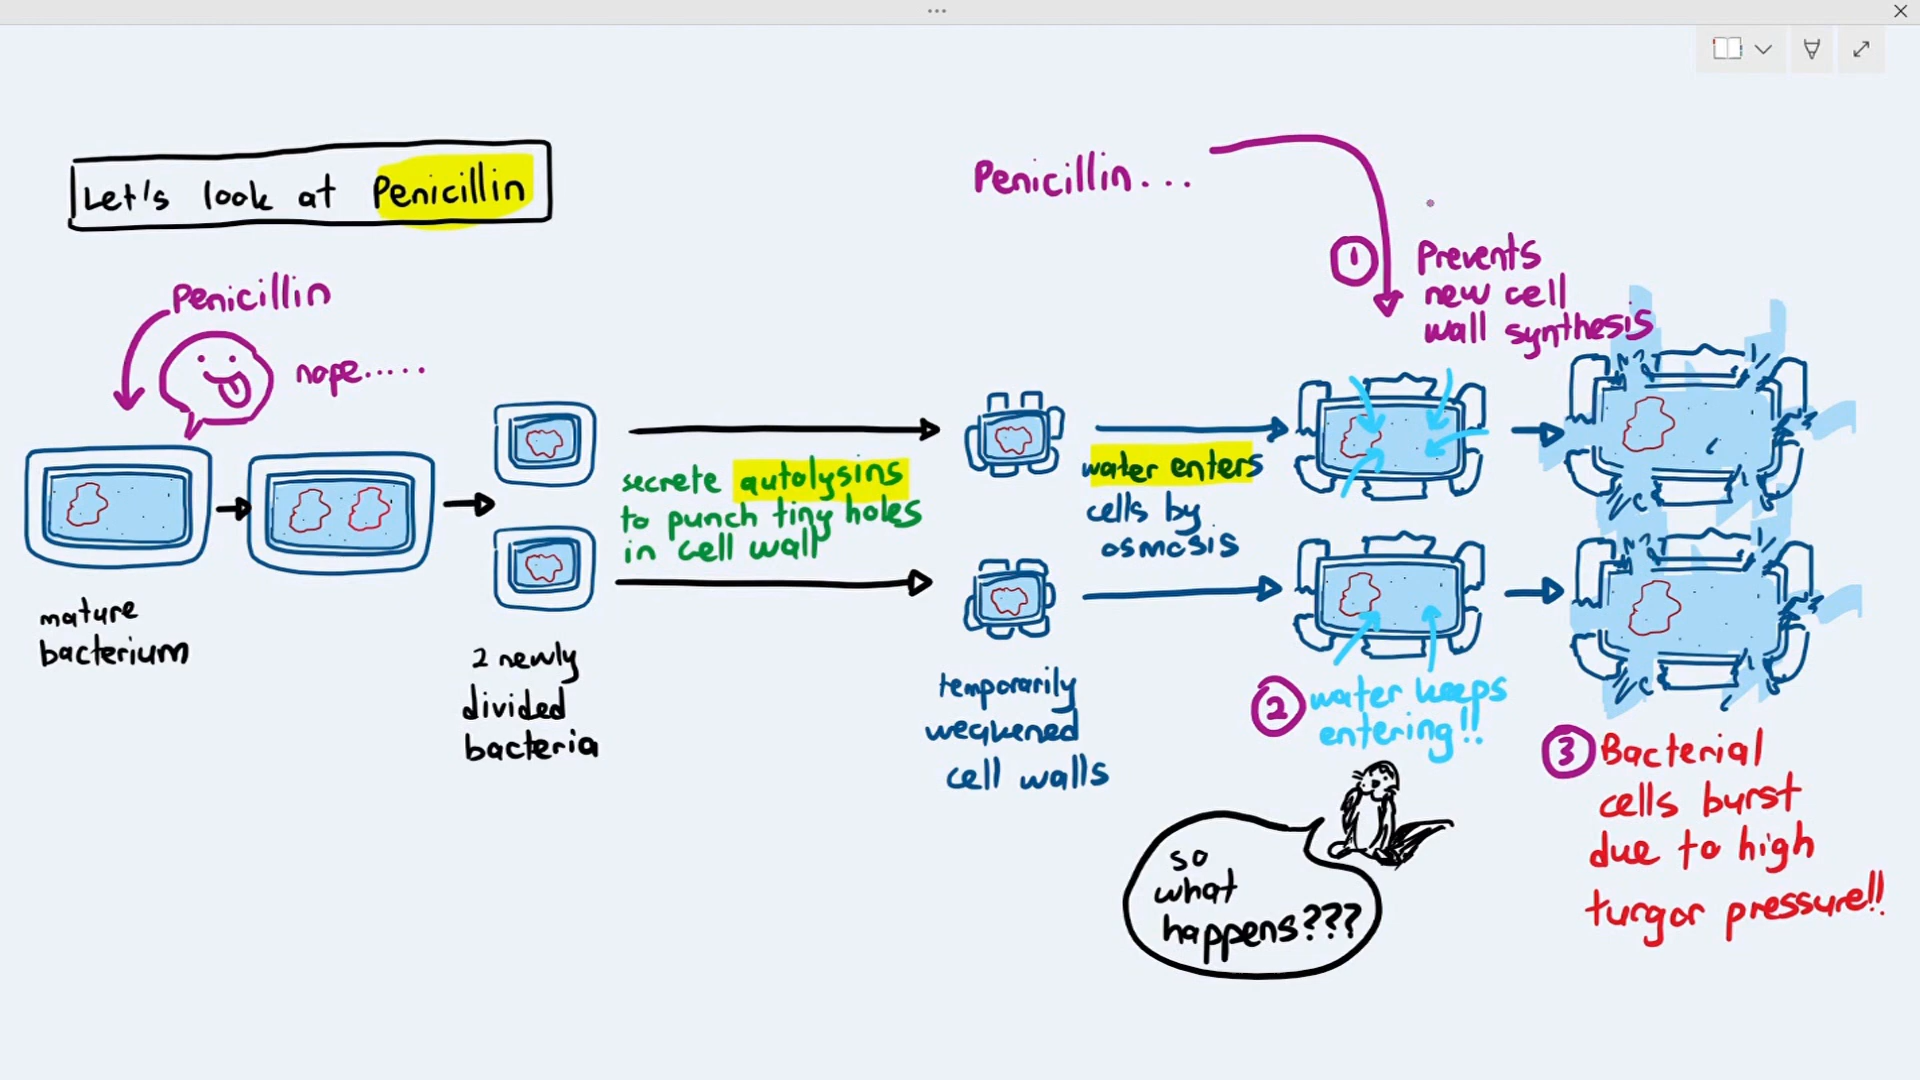 Let's look at Penicillin
Penicillin
nope.....
mature
bacterium
2 newly
divided
bacteria
secrete autolysins
to punch tiny holes
in cell wall
temporarily
weakened
cell walls
water enters
cells by
osmosis
Penicillin...
1 Prevents
new cell
wall synthesis
2 water keeps
entering!!
so
what
happens???
3 Bacterial
cells burst
due to high
turgor pressure!!